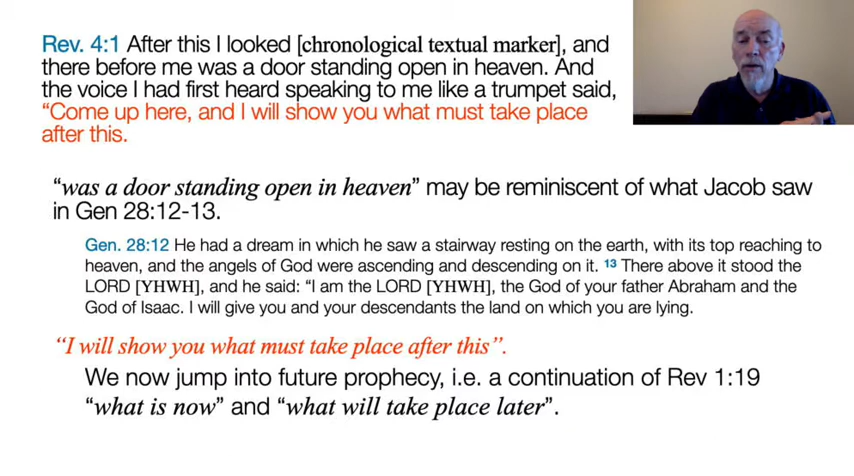 Rev. 4:1 After this I looked [chronological textual marker], and
there before me was a door standing open in heaven. And
the voice I had first heard speaking to me like a trumpet said,
“Come up here, and I will show you what must take place
after this.
“was a door standing open in heaven” may be reminiscent of what Jacob saw
in Gen 28:12-13.
Gen. 28:12 He had a dream in which he saw a stairway resting on the earth, with its top reaching to
heaven, and the angels of God were ascending and descending on it. 13 There above it stood the
LORD [YHWH], and he said: “I am the LORD [YHWH], the God of your father Abraham and the
God of Isaac. I will give you and your descendants the land on which you are lying.
“I will show you what must take place after this”.
We now jump into future prophecy, i.e. a continuation of Rev 1:19
“what is now” and “what will take place later”.